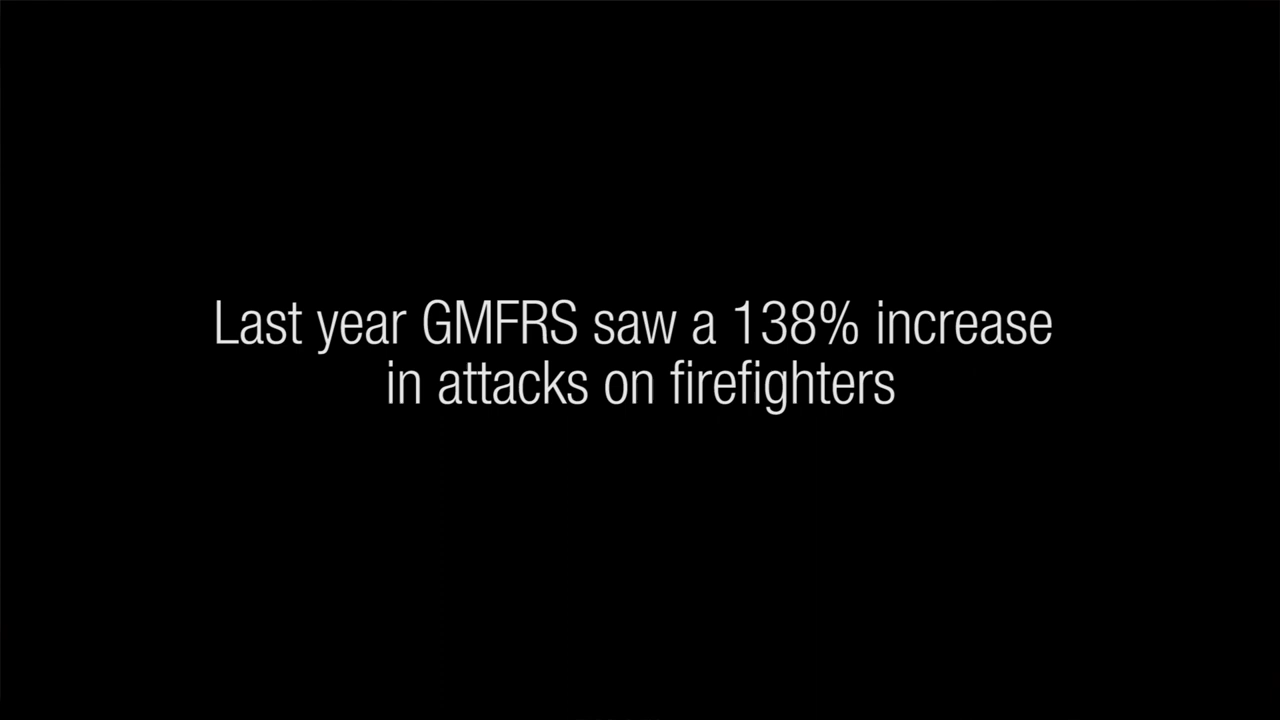 Last year GMFRS saw a 138% increase
in attacks on firefighters